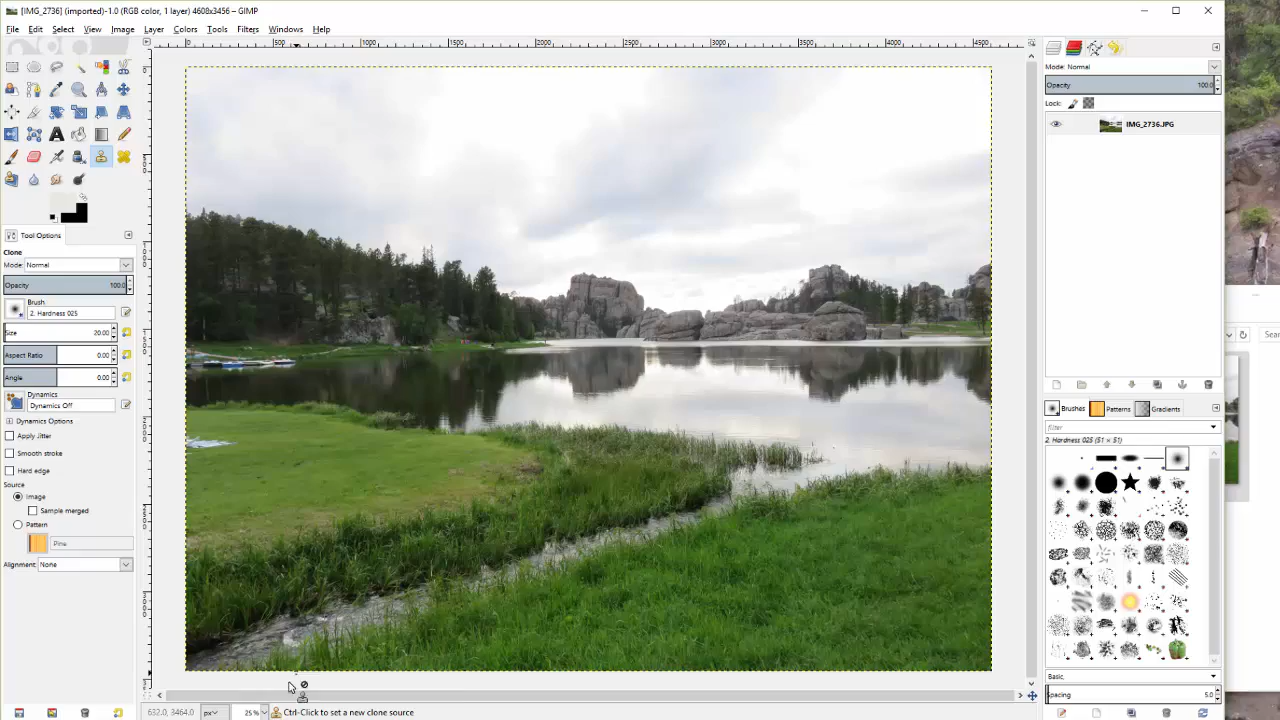 [IMG_2736] (imported)-1.0 (RGB color, 1 layer) 4608x3456 – GIMP
File Edit Select View Image Layer Colors Tools Filters Windows Help
0 500 1000 1500 2000 2500 3000 3500 4000 4500
Tool Options
Clone
Mode: Normal
Opacity 100.0
Brush
2. Hardness 025
Size 20.00
Aspect Ratio 0.00
Angle 0.00
Dynamics
Dynamics Off
Dynamics Options
Apply Jitter
Smooth stroke
Hard edge
Source
Image
Sample merged
Pattern
Pine
Alignment: None
632.0, 3464.0 px 25 % Ctrl-Click to set a new clone source
Mode: Normal
Opacity 100.0
Lock:
IMG_2736.JPG
Brushes Patterns Gradients
filter
2. Hardness 025 (51 × 51)
Basic,
Spacing 5.0
Sear